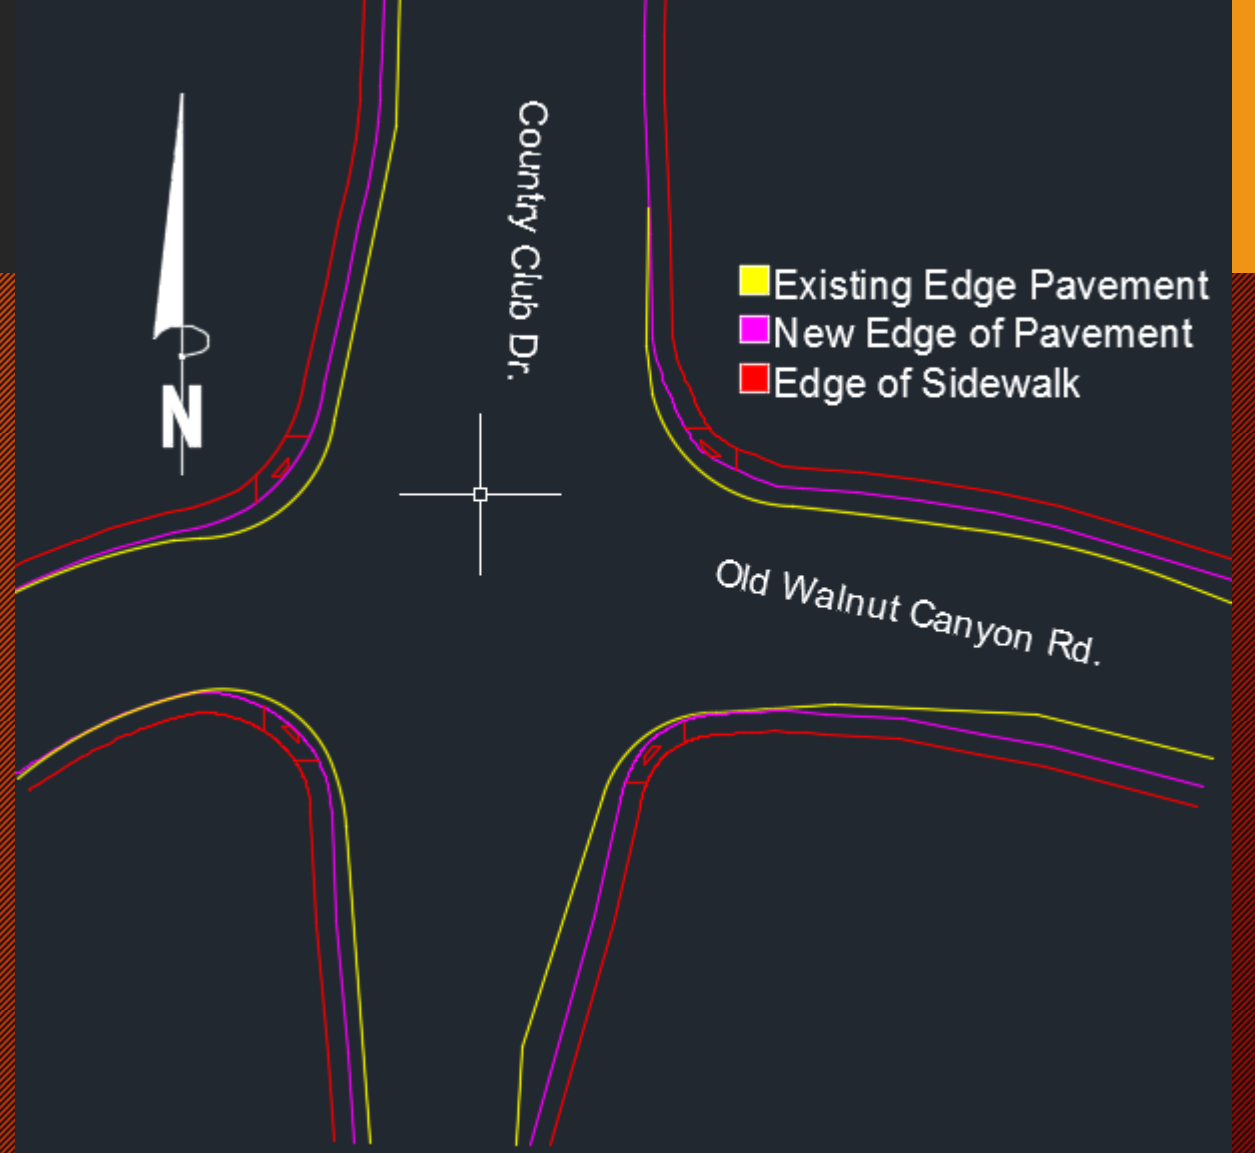 Country Club Dr.
Existing Edge Pavement
New Edge of Pavement
Edge of Sidewalk
N
Old Walnut Canyon Rd.